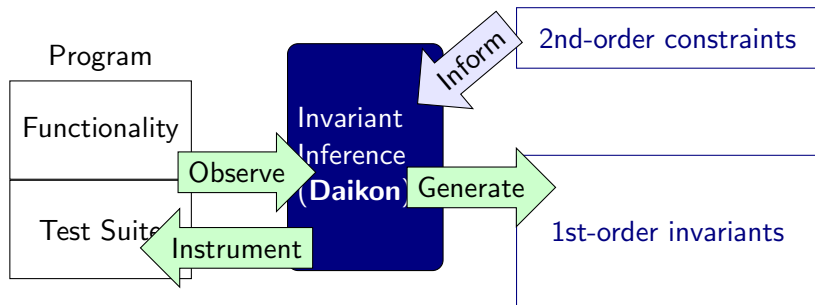 Program
Functionality
Test Suite
Observe
Instrument
Invariant
Inference
(Daikon)
Inform
Generate
2nd-order constraints
1st-order invariants